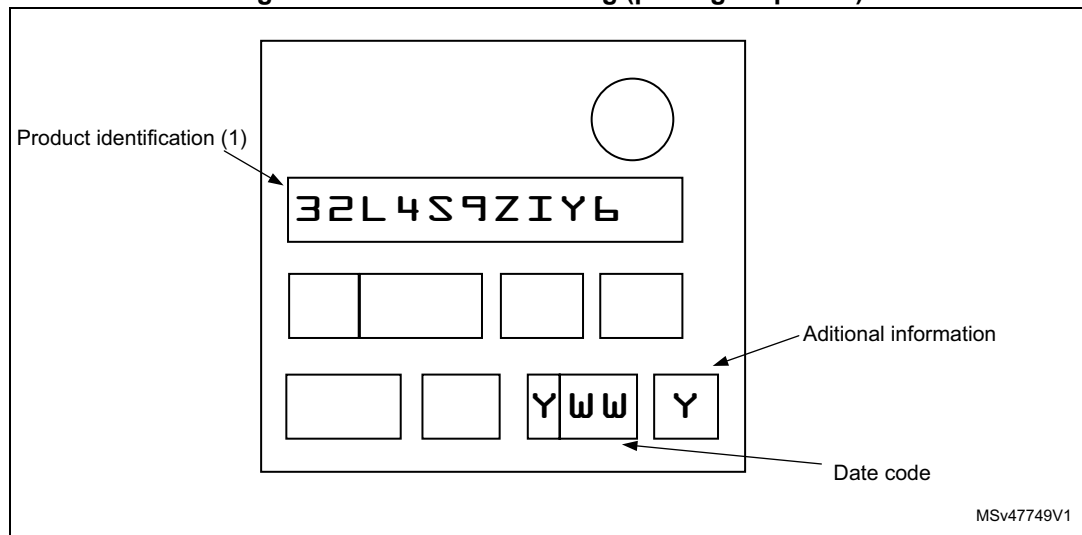 Product identification (1)
32L4S9ZIY6
Aditional information
Y WW Y
Date code
MSv47749V1